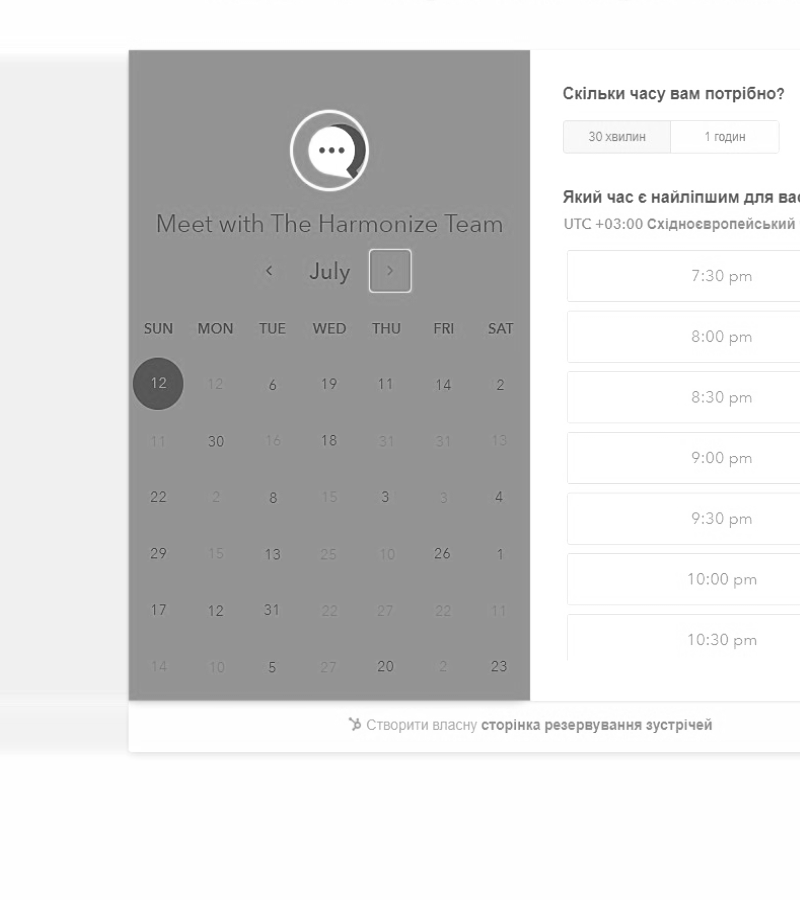 Meet with The Harmonize Team
July
SUN MON TUE WED THU FRI SAT
12 12 6 19 11 14 2
11 30 16 18 31 31 13
22 2 8 15 3 3 4
29 15 13 25 10 26 1
17 12 31 22 27 22 11
14 10 5 27 20 2 23
Скільки часу вам потрібно?
30 хвилин 1 годин
Який час є найліпшим для
UTC +03:00 Східноєвропейський
7:30 pm
8:00 pm
8:30 pm
9:00 pm
9:30 pm
10:00 pm
10:30 pm
Створити власну сторінка резервування зустрічей